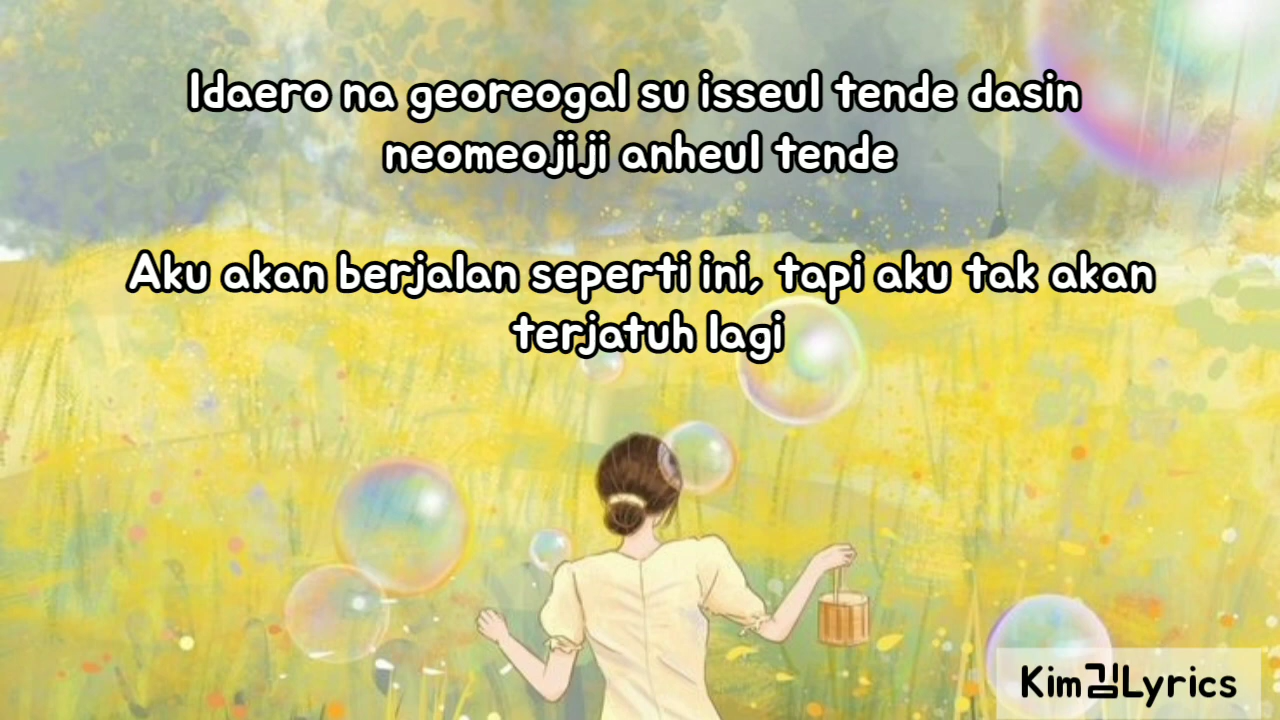 Idaero na georeogal su isseul tende dasin
neomeojiji anheul tende
Aku akan berjalan seperti ini, tapi aku tak akan
terjatuh lagi
Kim김Lyrics